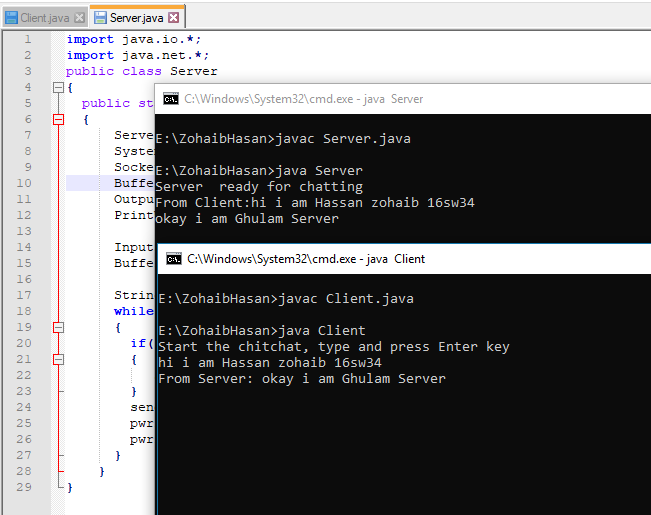 Client.java Server.java
1 import java.io.*;
2 import java.net.*;
3 public class Server
4 {
5 public st
6 {
7 Serve
8 System
9 Socke
10 Buffe
11 Outpu
12 Print
13
14 Input
15 Buffe
16
17 Strin
18 while
19 {
20 if(
21 {
22
23 }
24 sen
25 pwr
26 pwr
27 }
28 }
29 }
C:\Windows\System32\cmd.exe - java Server
E:\ZohaibHasan>javac Server.java
E:\ZohaibHasan>java Server
Server  ready for chatting
From Client:hi i am Hassan zohaib 16sw34
okay i am Ghulam Server
C:\Windows\System32\cmd.exe - java Client
E:\ZohaibHasan>javac Client.java
E:\ZohaibHasan>java Client
Start the chitchat, type and press Enter key
hi i am Hassan zohaib 16sw34
From Server: okay i am Ghulam Server